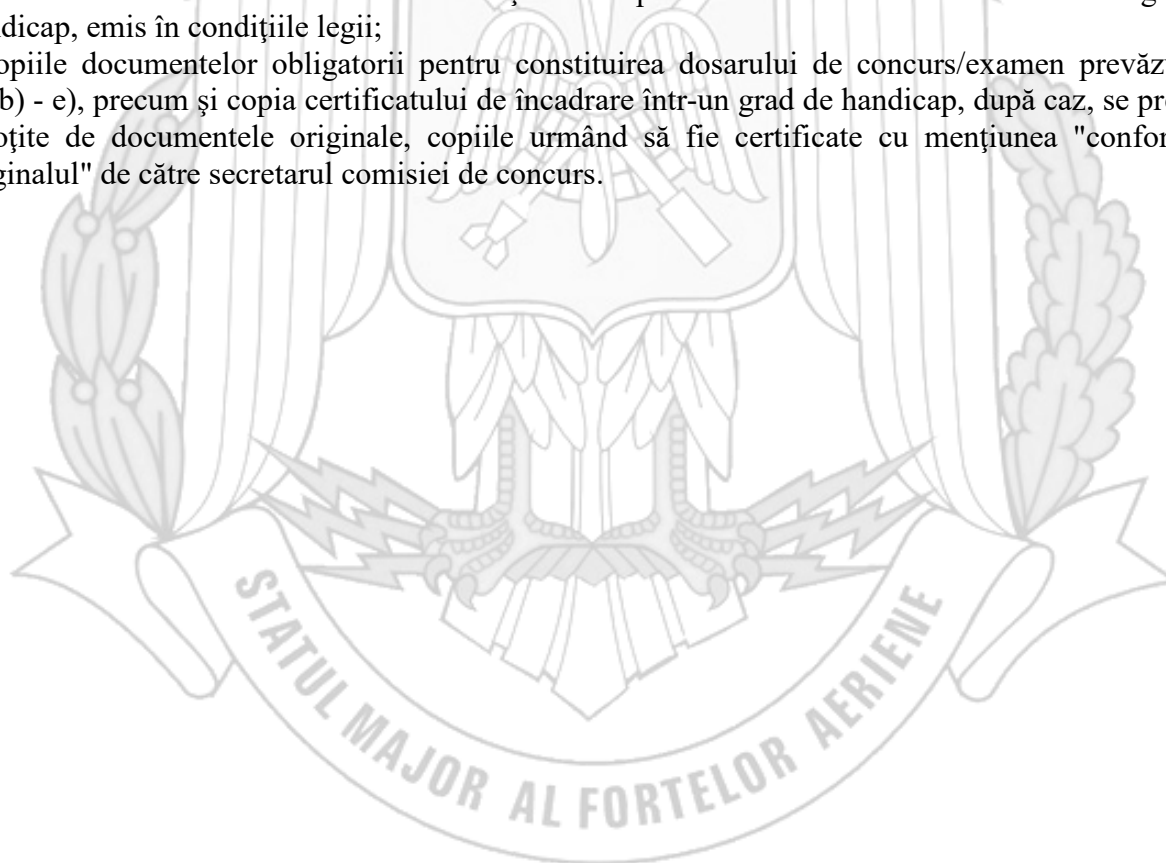 dicap, emis în condiţiile legii;
opiile documentelor obligatorii pentru constituirea dosarului de concurs/examen prevăz
b) - e), precum şi copia certificatului de încadrare într-un grad de handicap, după caz, se pr
oţite de documentele originale, copiile urmând să fie certificate cu menţiunea "confor
ginalul" de către secretarul comisiei de concurs.
STATUL MAJOR AL FORTELOR AERIENE